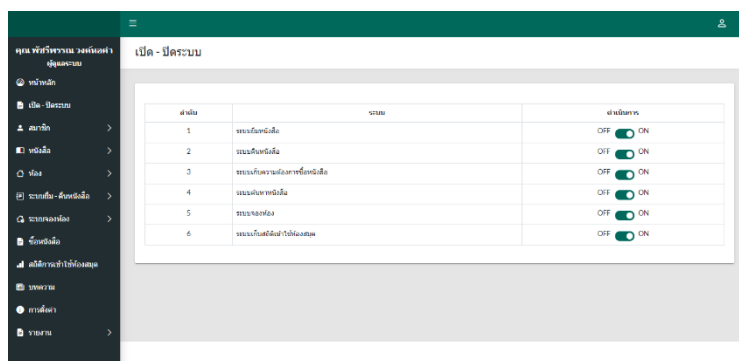 คุณ พัชรีพรรณ วงค์หอคำ
ผู้ดูแลระบบ
หน้าหลัก
เปิด - ปิดระบบ
สมาชิก
หนังสือ
ห้อง
ระบบยืม - คืนหนังสือ
ระบบจองห้อง
ซื้อหนังสือ
สถิติการเข้าใช้ห้องสมุด
บทความ
การตั้งค่า
รายงาน
เปิด - ปิดระบบ
ลำดับ ระบบ ดำเนินการ
1 ระบบยืมหนังสือ OFF ON
2 ระบบคืนหนังสือ OFF ON
3 ระบบเก็บความต้องการซื้อหนังสือ OFF ON
4 ระบบค้นหาหนังสือ OFF ON
5 ระบบจองห้อง OFF ON
6 ระบบเก็บสถิติเข้าใช้ห้องสมุด OFF ON